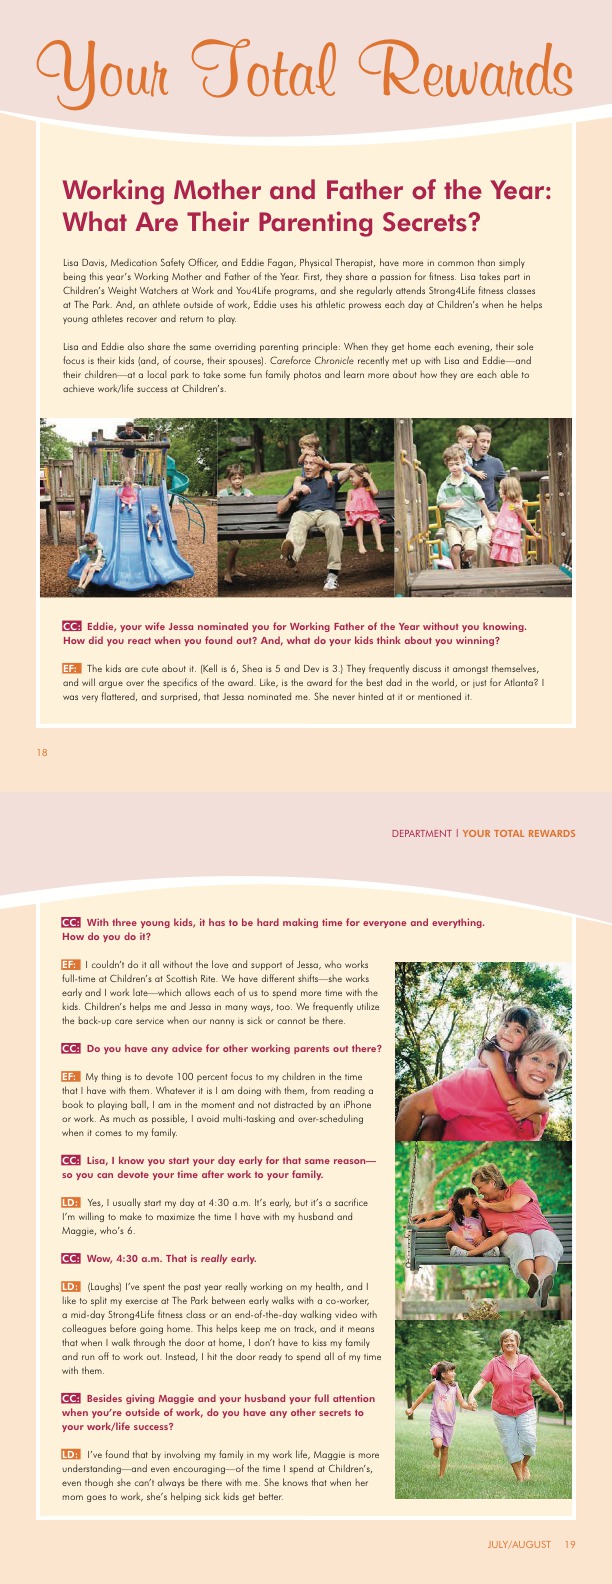 Your Total Rewards
Working Mother and Father of the Year:
What Are Their Parenting Secrets?
Lisa Davis, Medication Safety Officer, and Eddie Fagan, Physical Therapist, have more in common than simply
being this year's Working Mother and Father of the Year. First, they share a passion for fitness. Lisa takes part in
Children's Weight Watchers at Work and You4Life programs, and she regularly attends Strong4Life fitness classes
at The Park. And, an athlete outside of work, Eddie uses his athletic prowess each day at Children's when he helps
young athletes recover and return to play.
Lisa and Eddie also share the same overriding parenting principle: When they get home each evening, their sole
focus is their kids (and, of course, their spouses). Careforce Chronicle recently met up with Lisa and Eddie—and
their children—at a local park to take some fun family photos and learn more about how they are each able to
achieve work/life success at Children's.
CC: Eddie, your wife Jessa nominated you for Working Father of the Year without you knowing.
How did you react when you found out? And, what do your kids think about you winning?
EF: The kids are cute about it. (Kell is 6, Shea is 5 and Dev is 3.) They frequently discuss it amongst themselves,
and will argue over the specifics of the award. Like, is the award for the best dad in the world, or just for Atlanta? I
was very flattered, and surprised, that Jessa nominated me. She never hinted at it or mentioned it.
18
DEPARTMENT | YOUR TOTAL REWARDS
CC: With three young kids, it has to be hard making time for everyone and everything.
How do you do it?
EF: I couldn't do it all without the love and support of Jessa, who works
full-time at Children's at Scottish Rite. We have different shifts—she works
early and I work late—which allows each of us to spend more time with the
kids. Children's helps me and Jessa in many ways, too. We frequently utilize
the back-up care service when our nanny is sick or cannot be there.
CC: Do you have any advice for other working parents out there?
EF: My thing is to devote 100 percent focus to my children in the time
that I have with them. Whatever it is I am doing with them, from reading a
book to playing ball, I am in the moment and not distracted by an iPhone
or work. As much as possible, I avoid multi-tasking and over-scheduling
when it comes to my family.
CC: Lisa, I know you start your day early for that same reason—
so you can devote your time after work to your family.
LD: Yes, I usually start my day at 4:30 a.m. It's early, but it's a sacrifice
I'm willing to make to maximize the time I have with my husband and
Maggie, who's 6.
CC: Wow, 4:30 a.m. That is really early.
LD: (Laughs) I've spent the past year really working on my health, and I
like to split my exercise at The Park between early walks with a co-worker,
a mid-day Strong4Life fitness class or an end-of-the-day walking video with
colleagues before going home. This helps keep me on track, and it means
that when I walk through the door at home, I don't have to kiss my family
and run off to work out. Instead, I hit the door ready to spend all of my time
with them.
CC: Besides giving Maggie and your husband your full attention
when you're outside of work, do you have any other secrets to
your work/life success?
LD: I've found that by involving my family in my work life, Maggie is more
understanding—and even encouraging—of the time I spend at Children's,
even though she can't always be there with me. She knows that when her
mom goes to work, she's helping sick kids get better.
JULY/AUGUST 19